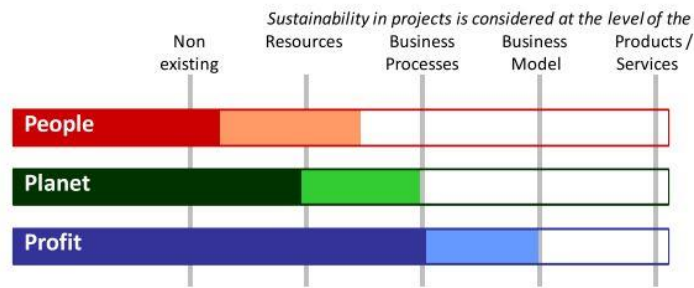 Sustainability in projects is considered at the level of the
Non existing
Resources
Business Processes
Business Model
Products / Services
People
Planet
Profit